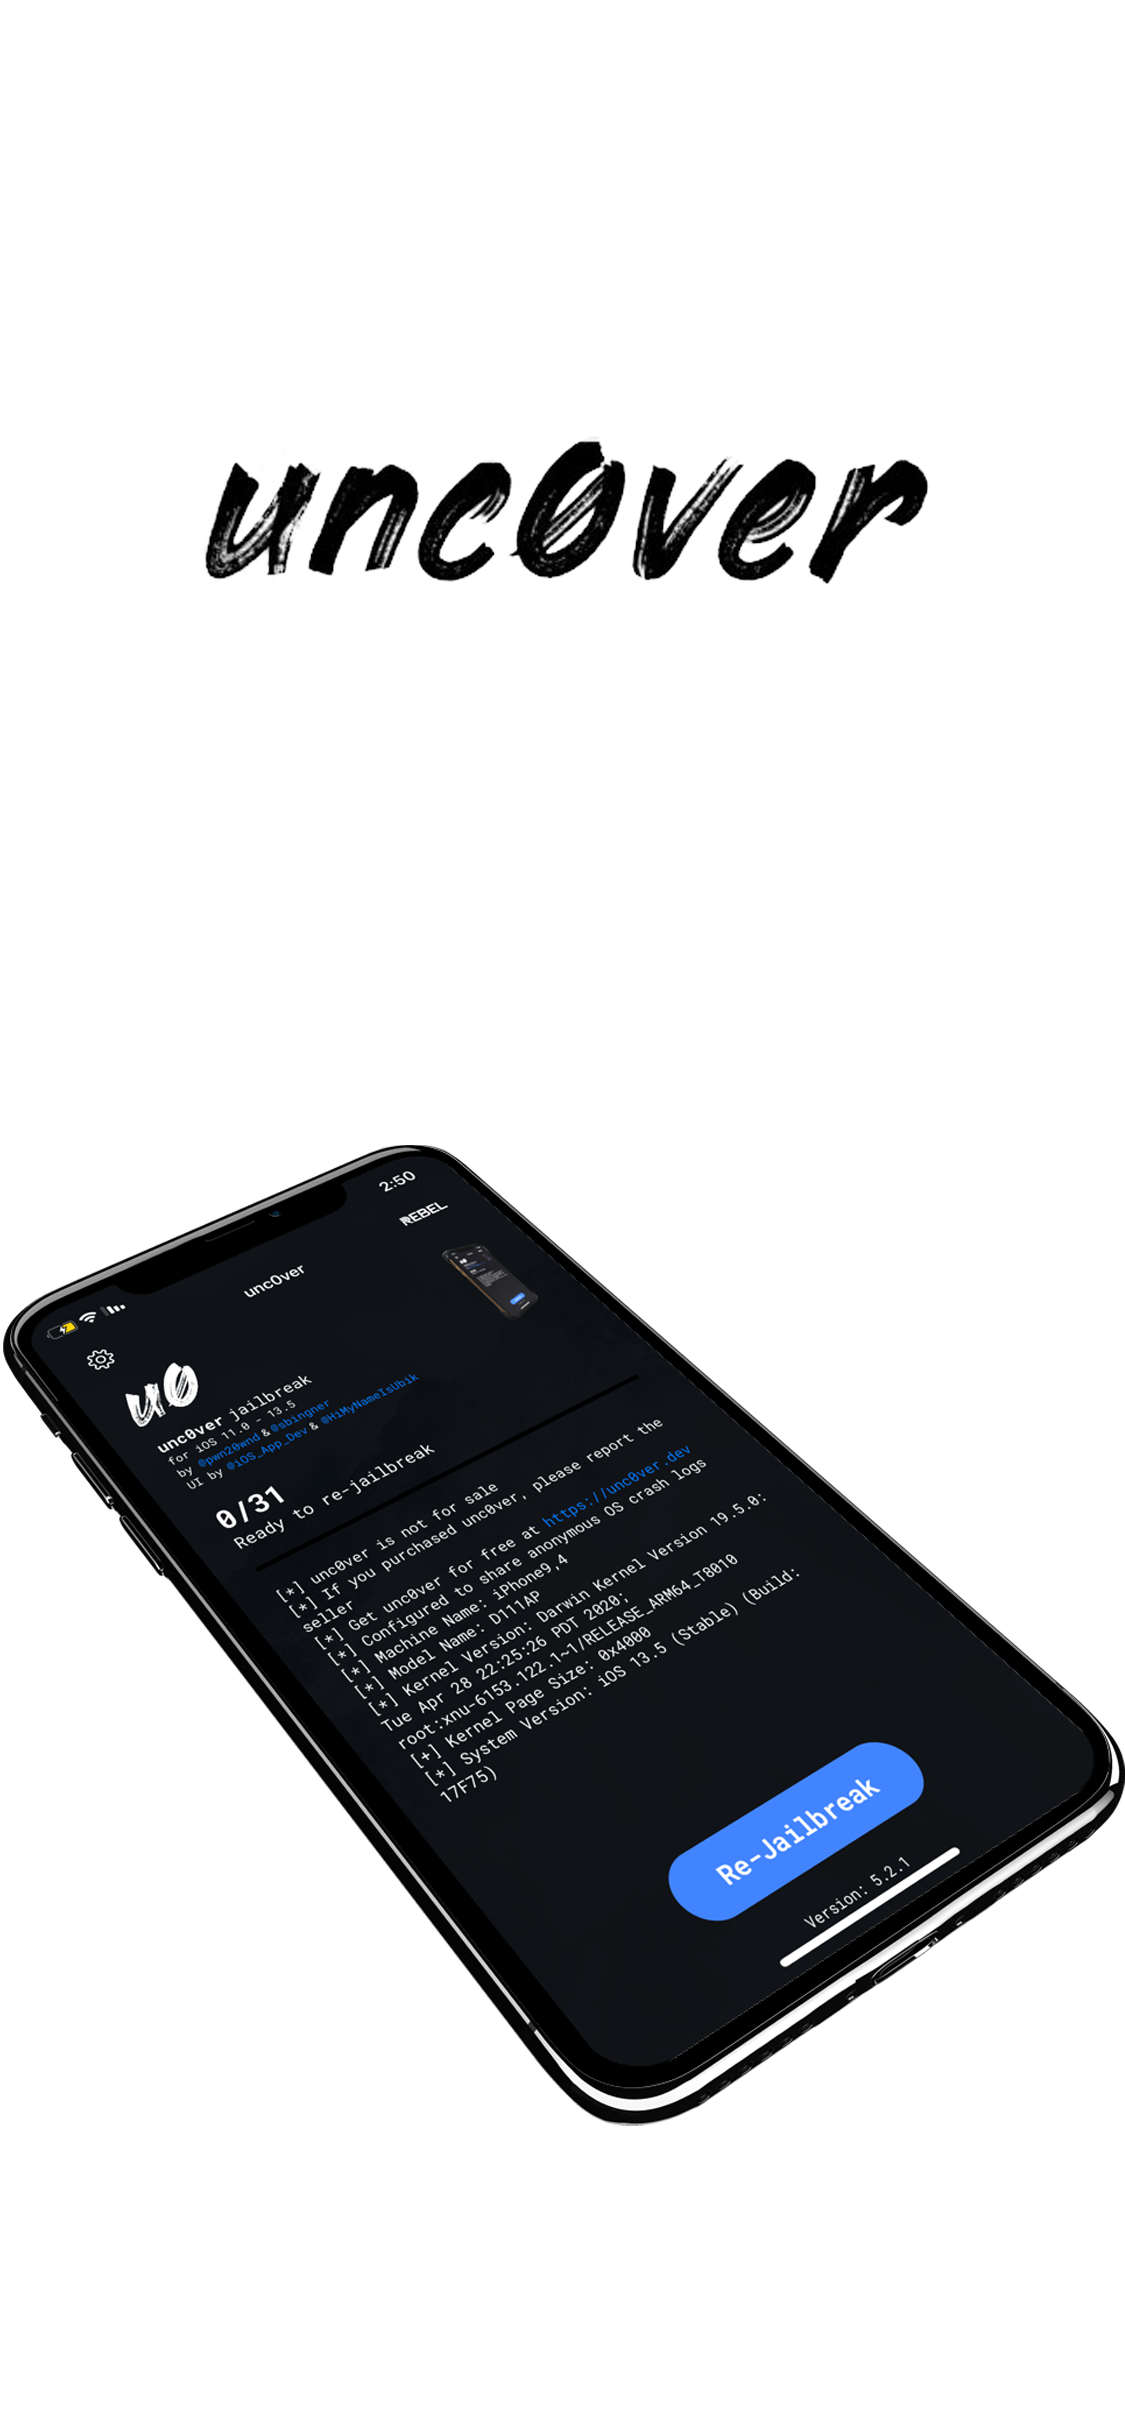 unc0ver
2:50
REBEL
unc0ver
u0
unc0ver jailbreak
for iOS 11.0 - 13.5
by @pwn20wnd & @sbingner
UI by @iOS_App_Dev & @HiMyNameIsUbik
0/31
Ready to re-jailbreak
[*] unc0ver is not for sale
[*] If you purchased unc0ver, please report the
seller
[*] Get unc0ver for free at https://unc0ver.dev
[*] Configured to share anonymous OS crash logs
[*] Machine Name: iPhone9,4
[*] Model Name: D111AP
[*] Kernel Version: Darwin Kernel Version 19.5.0:
Tue Apr 28 22:25:26 PDT 2020;
root:xnu-6153.122.1~1/RELEASE_ARM64_T8010
[+] Kernel Page Size: 0x4000
[*] System Version: iOS 13.5 (Stable) (Build:
17F75)
Re-Jailbreak
Version: 5.2.1